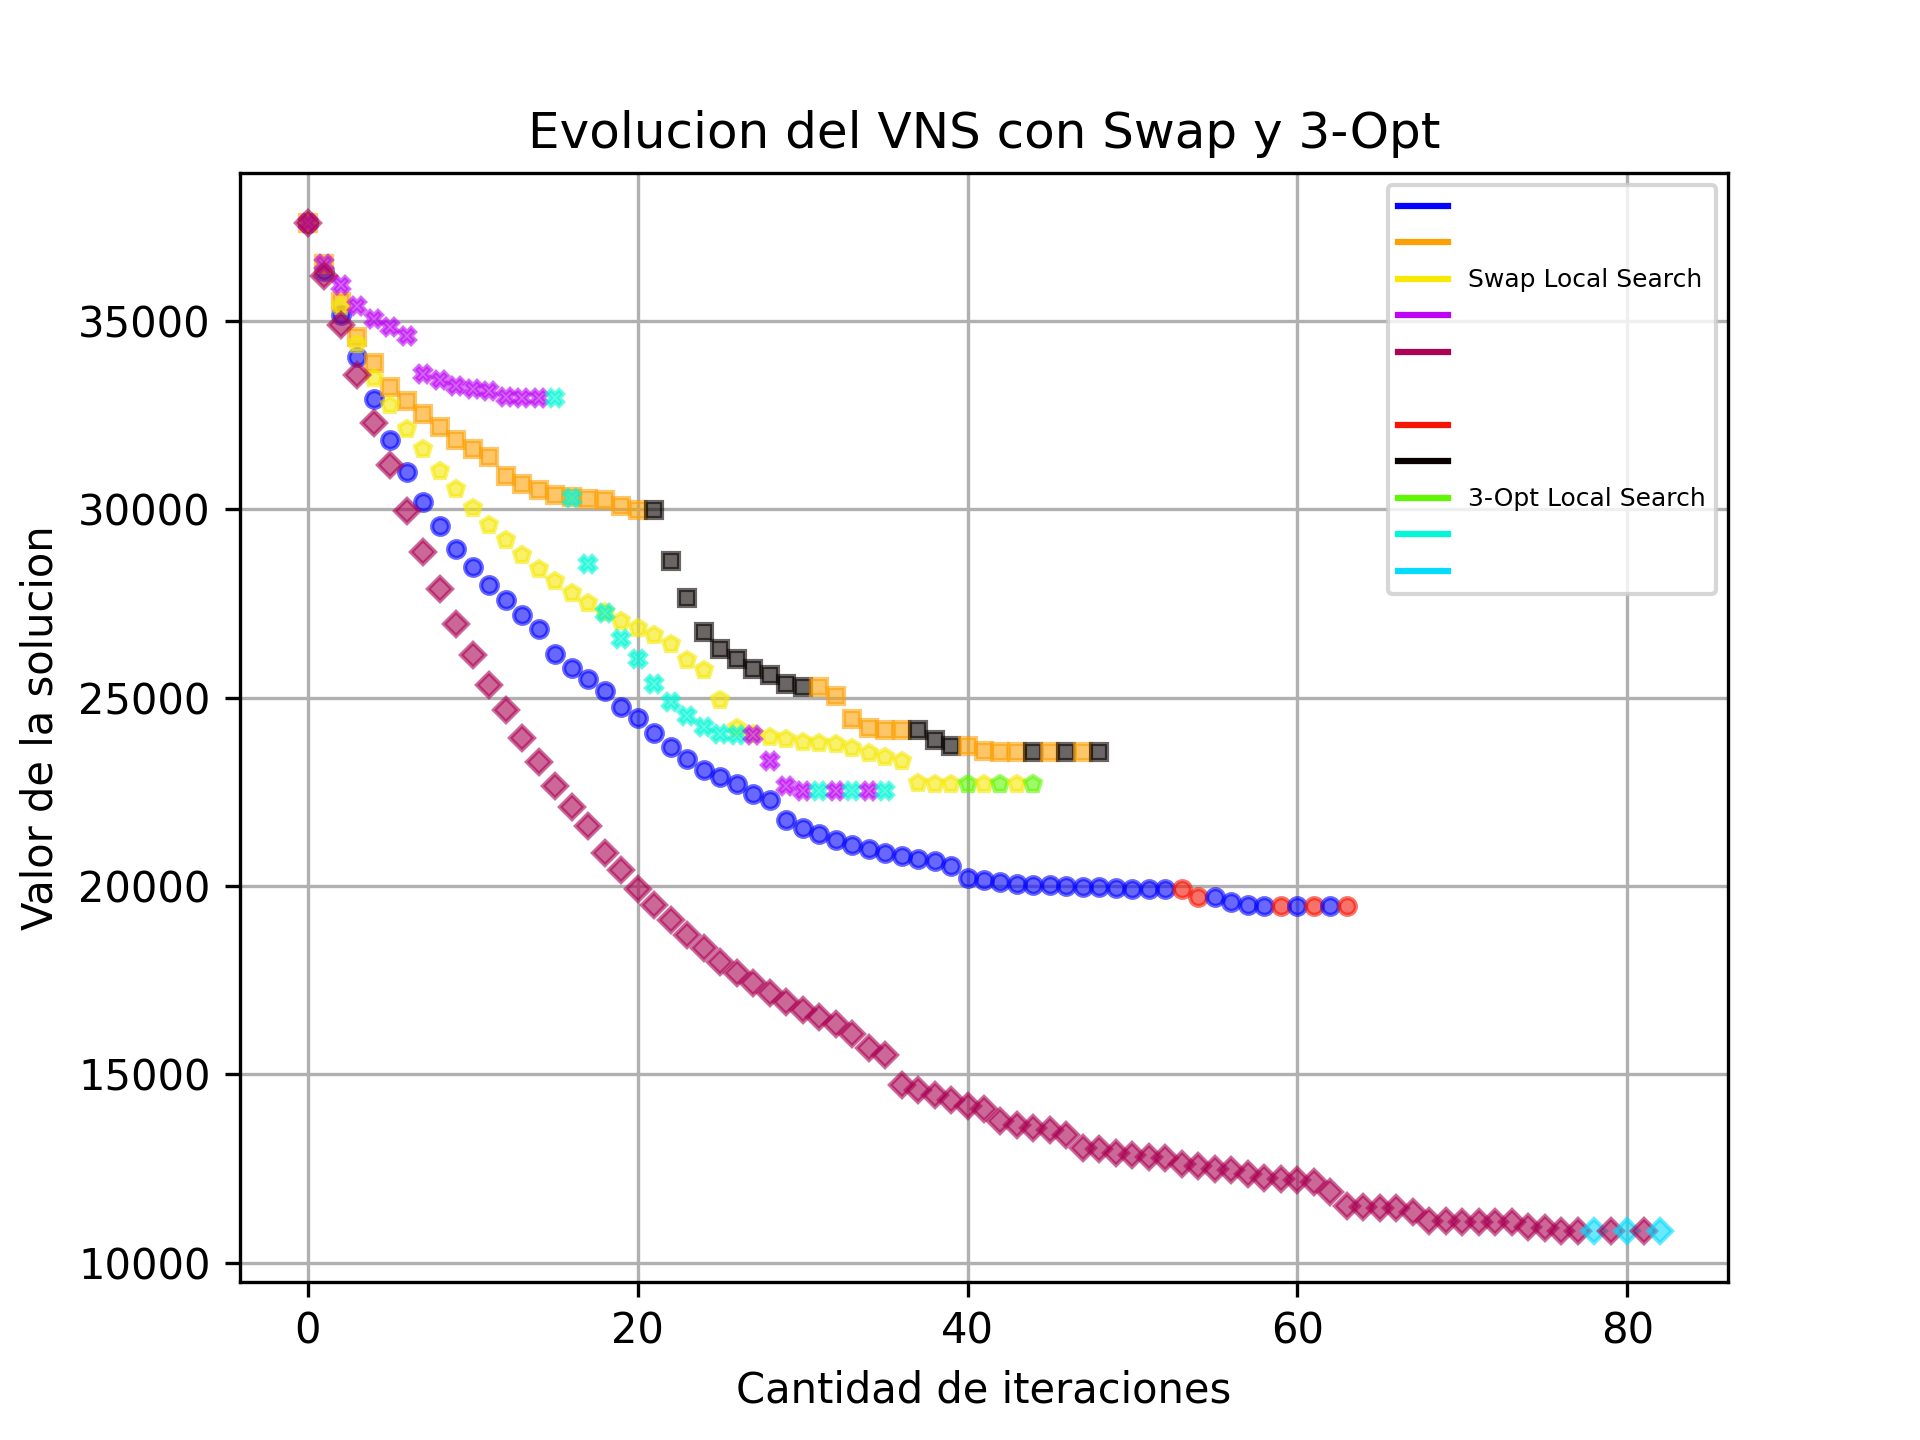 Evolucion del VNS con Swap y 3-Opt
Valor de la solucion
35000
30000
25000
20000
15000
10000
Swap Local Search
3-Opt Local Search
0 20 40 60 80
Cantidad de iteraciones